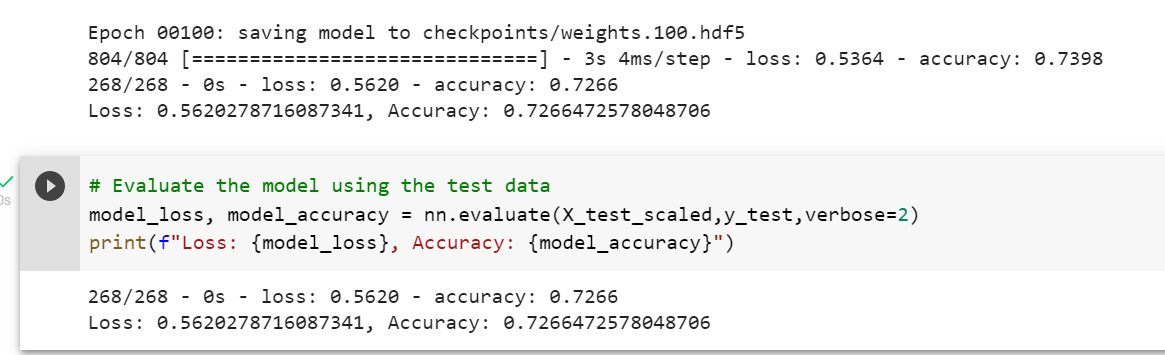 Epoch 00100: saving model to checkpoints/weights.100.hdf5
804/804 [==============================] - 3s 4ms/step - loss: 0.5364 - accuracy: 0.7398
268/268 - 0s - loss: 0.5620 - accuracy: 0.7266
Loss: 0.5620278716087341, Accuracy: 0.7266472578048706
# Evaluate the model using the test data
model_loss, model_accuracy = nn.evaluate(X_test_scaled,y_test,verbose=2)
0s
print(f"Loss: {model_loss}, Accuracy: {model_accuracy}")
268/268 - 0s - loss: 0.5620 - accuracy: 0.7266
Loss: 0.5620278716087341, Accuracy: 0.7266472578048706